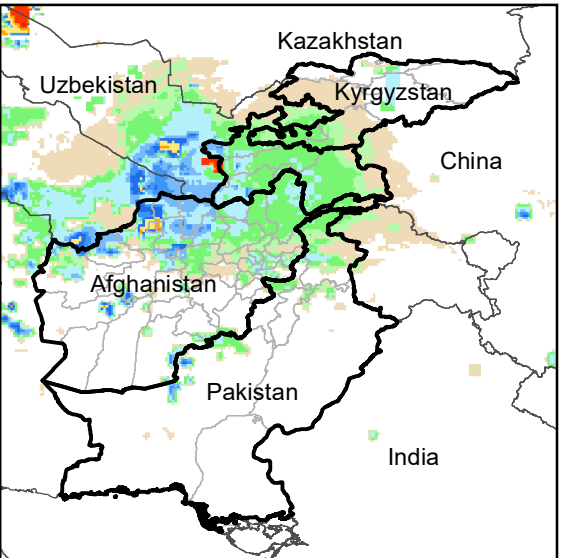 Kazakhstan
Uzbekistan
Kyrgyzstan
China
Afghanistan
Pakistan
India